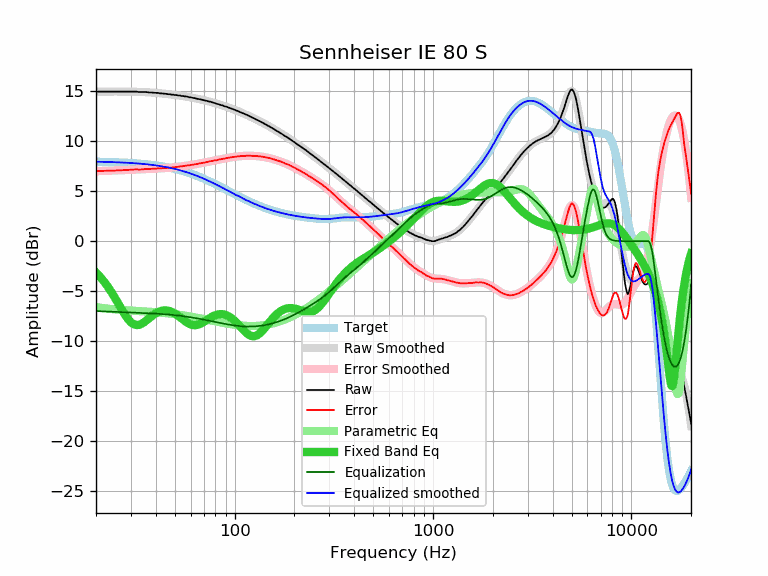 Sennheiser IE 80 S
Amplitude (dBr)
15
10
5
0
−5
−10
−15
−20
−25
Target
Raw Smoothed
Error Smoothed
Raw
Error
Parametric Eq
Fixed Band Eq
Equalization
Equalized smoothed
100 1000 10000
Frequency (Hz)